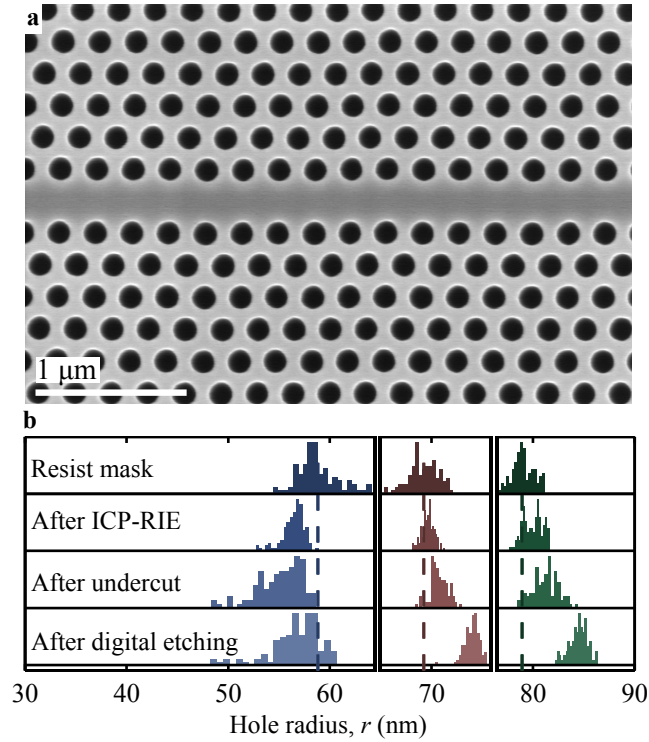 a
1 μm
b
Resist mask
After ICP-RIE
After undercut
After digital etching
30 40 50 60 70 80 90
Hole radius, r (nm)